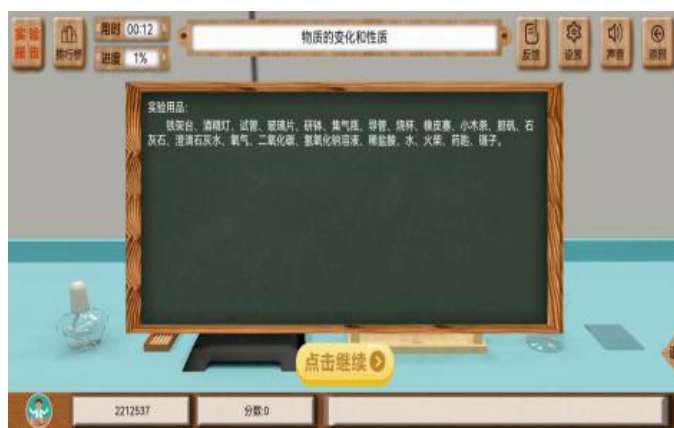 实验
报告
排行榜
用时 00:12
进度 1%
物质的变化和性质
反馈
设置
声音
返回
实验用品:
铁架台、酒精灯、试管、玻璃片、研钵、集气瓶、导管、烧杯、橡皮塞、小木条、胆矾、石
灰石、澄清石灰水、氧气、二氧化碳、氢氧化钠溶液、稀盐酸、水、火柴、药匙、镊子。
点击继续
2212537
分数:0